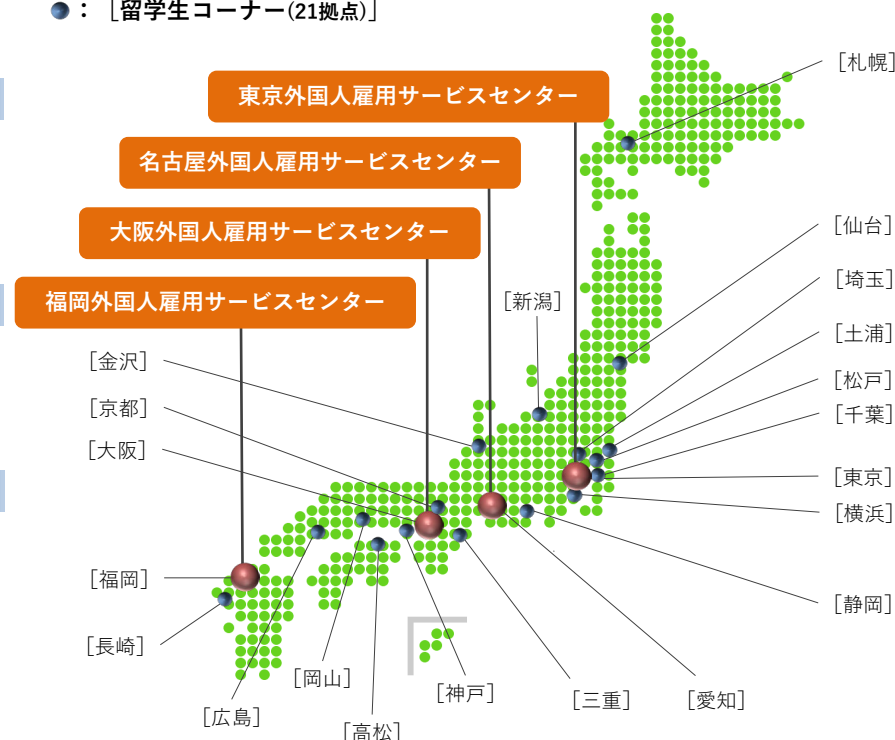 ：［留学生コーナー(21拠点)］
東京外国人雇用サービスセンター
名古屋外国人雇用サービスセンター
大阪外国人雇用サービスセンター
福岡外国人雇用サービスセンター
［札幌］
［仙台］
［埼玉］
［新潟］
［土浦］
［金沢］
［松戸］
［京都］
［千葉］
［大阪］
［東京］
［横浜］
［福岡］
［静岡］
［長崎］
［岡山］
［神戸］
［三重］
［愛知］
［広島］
［高松］